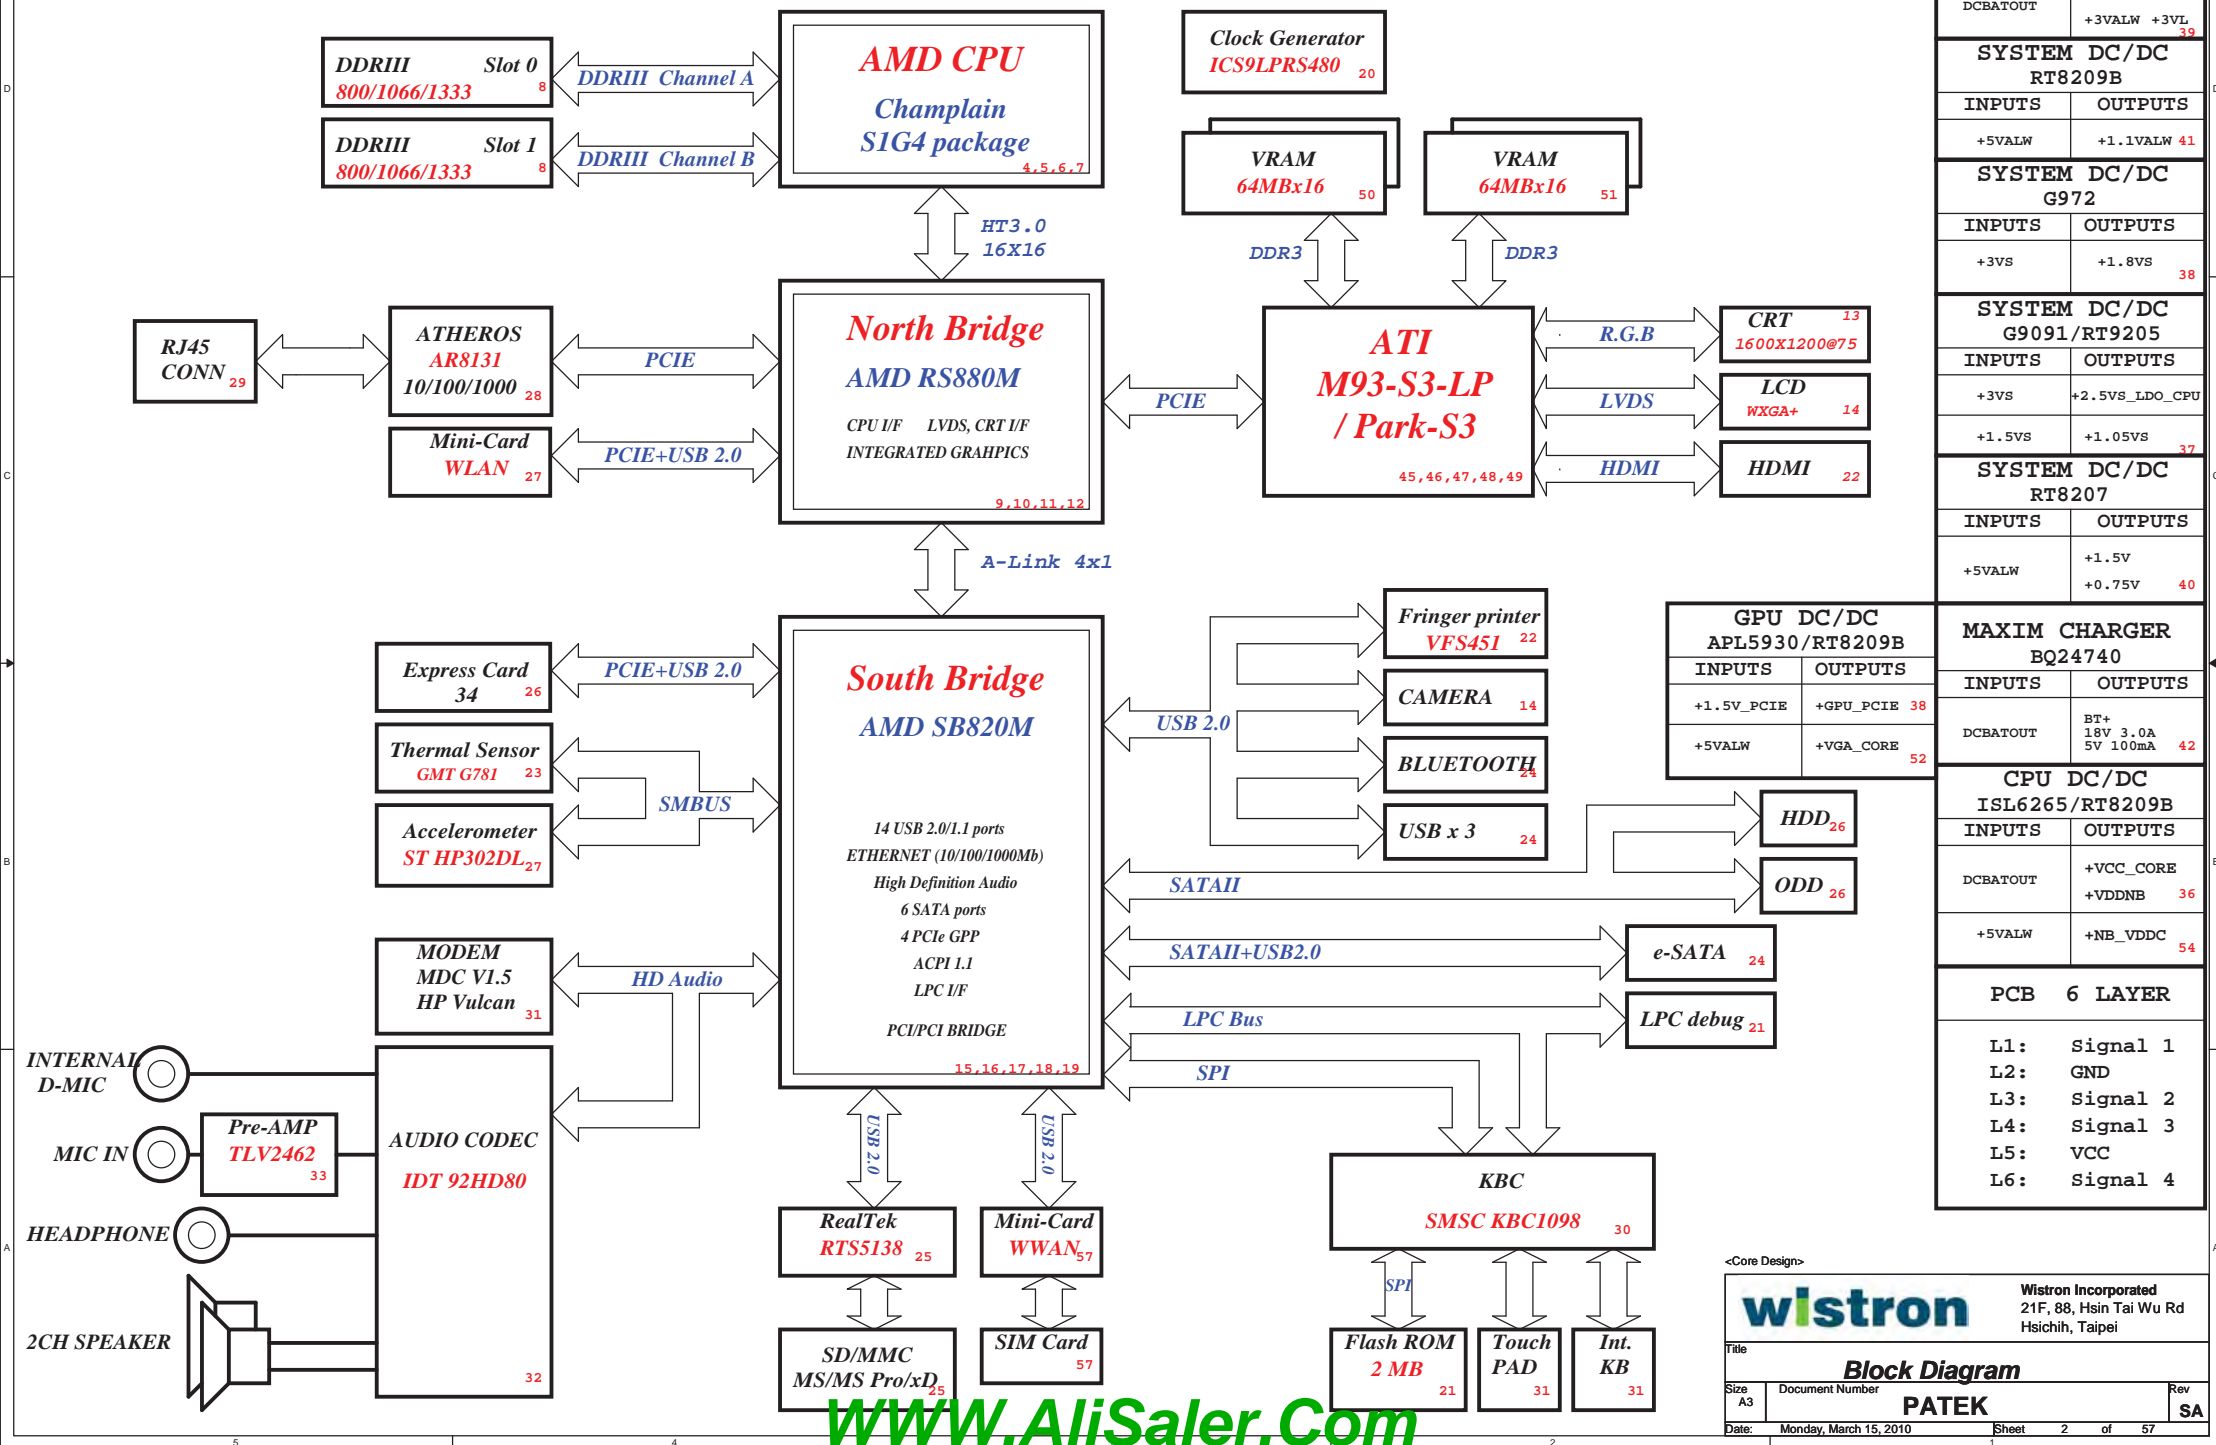 DDRIII Slot 0
800/1066/1333 8
DDRIII Channel A
DDRIII Slot 1
800/1066/1333 8
DDRIII Channel B
AMD CPU
Champlain
S1G4 package
4,5,6,7
Clock Generator
ICS9LPRS480 20
VRAM
64MBx16 50
VRAM
64MBx16 51
HT3.0
16X16
DDR3
DDR3
RJ45
CONN 29
ATHEROS
AR8131
10/100/1000 28
PCIE
Mini-Card
WLAN 27
PCIE+USB 2.0
North Bridge
AMD RS880M
CPU I/F LVDS, CRT I/F
INTEGRATED GRAHPICS
9,10,11,12
PCIE
ATI
M93-S3-LP
/ Park-S3
45,46,47,48,49
R.G.B
CRT 13
1600X1200@75
LVDS
LCD
WXGA+ 14
HDMI
HDMI 22
A-Link 4x1
Express Card
34 26
PCIE+USB 2.0
Thermal Sensor
GMT G781 23
SMBUS
Accelerometer
ST HP302DL 27
South Bridge
AMD SB820M
14 USB 2.0/1.1 ports
ETHERNET (10/100/1000Mb)
High Definition Audio
6 SATA ports
4 PCIe GPP
ACPI 1.1
LPC I/F
PCI/PCI BRIDGE
15,16,17,18,19
USB 2.0
Fringer printer
VFS451 22
CAMERA 14
BLUETOOTH 24
USB x 3 24
SATAII
HDD 26
ODD 26
SATAII+USB2.0
e-SATA 24
LPC Bus
LPC debug 21
SPI
MODEM
MDC V1.5
HP Vulcan 31
HD Audio
INTERNAL
D-MIC
MIC IN
Pre-AMP
TLV2462
33
HEADPHONE
2CH SPEAKER
AUDIO CODEC
IDT 92HD80
32
USB 2.0
USB 2.0
RealTek
RTS5138 25
Mini-Card
WWAN 57
SD/MMC
MS/MS Pro/xD 25
SIM Card
57
KBC
SMSC KBC1098 30
SPI
Flash ROM
2 MB
21
Touch
PAD
31
Int.
KB
31
DCBATOUT
+3VALW +3VL
39
SYSTEM DC/DC
RT8209B
INPUTS OUTPUTS
+5VALW +1.1VALW 41
SYSTEM DC/DC
G972
INPUTS OUTPUTS
+3VS +1.8VS
38
SYSTEM DC/DC
G9091/RT9205
INPUTS OUTPUTS
+3VS +2.5VS_LDO_CPU
+1.5VS +1.05VS
37
SYSTEM DC/DC
RT8207
INPUTS OUTPUTS
+5VALW +1.5V
+0.75V 40
GPU DC/DC
APL5930/RT8209B
INPUTS OUTPUTS
+1.5V_PCIE +GPU_PCIE 38
+5VALW +VGA_CORE
52
MAXIM CHARGER
BQ24740
INPUTS OUTPUTS
DCBATOUT BT+
18V 3.0A
5V 100mA 42
CPU DC/DC
ISL6265/RT8209B
INPUTS OUTPUTS
DCBATOUT +VCC_CORE
+VDDNB 36
+5VALW +NB_VDDC
54
PCB 6 LAYER
L1: Signal 1
L2: GND
L3: Signal 2
L4: Signal 3
L5: VCC
L6: Signal 4
<Core Design>
wistron
Wistron Incorporated
21F, 88, Hsin Tai Wu Rd
Hsichih, Taipei
Title
Block Diagram
Size Document Number Rev
A3 PATEK SA
Date: Monday, March 15, 2010 Sheet 2 of 57
WWW.AliSaler.Com
D
C
B
A
5 4 2 1